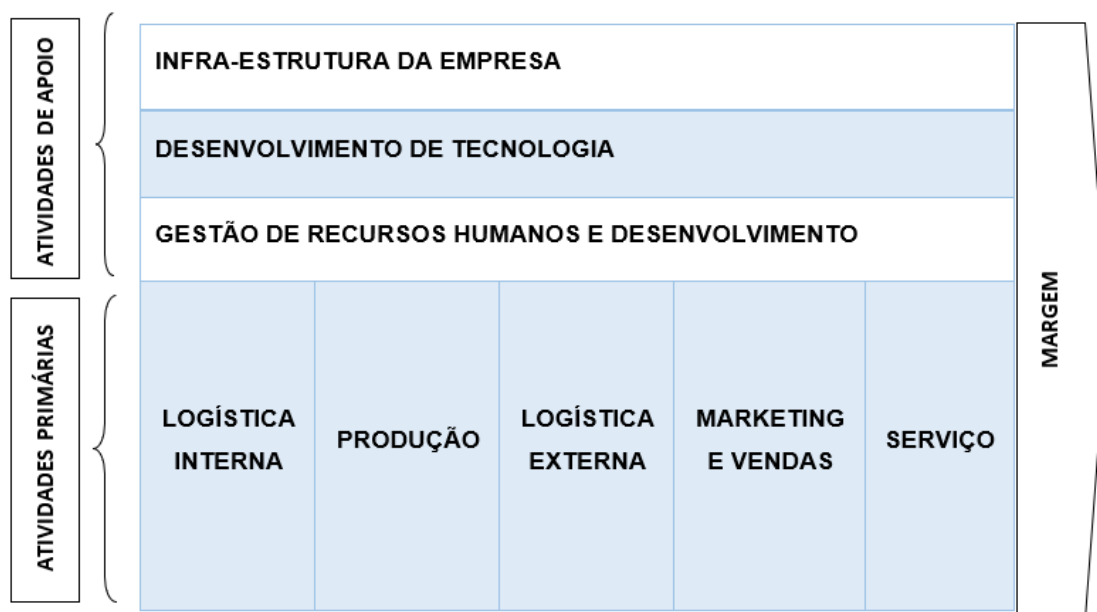 ATIVIDADES DE APOIO
INFRA-ESTRUTURA DA EMPRESA
DESENVOLVIMENTO DE TECNOLOGIA
GESTÃO DE RECURSOS HUMANOS E DESENVOLVIMENTO
ATIVIDADES PRIMÁRIAS
LOGÍSTICA
INTERNA
PRODUÇÃO
LOGÍSTICA
EXTERNA
MARKETING
E VENDAS
SERVIÇO
MARGEM